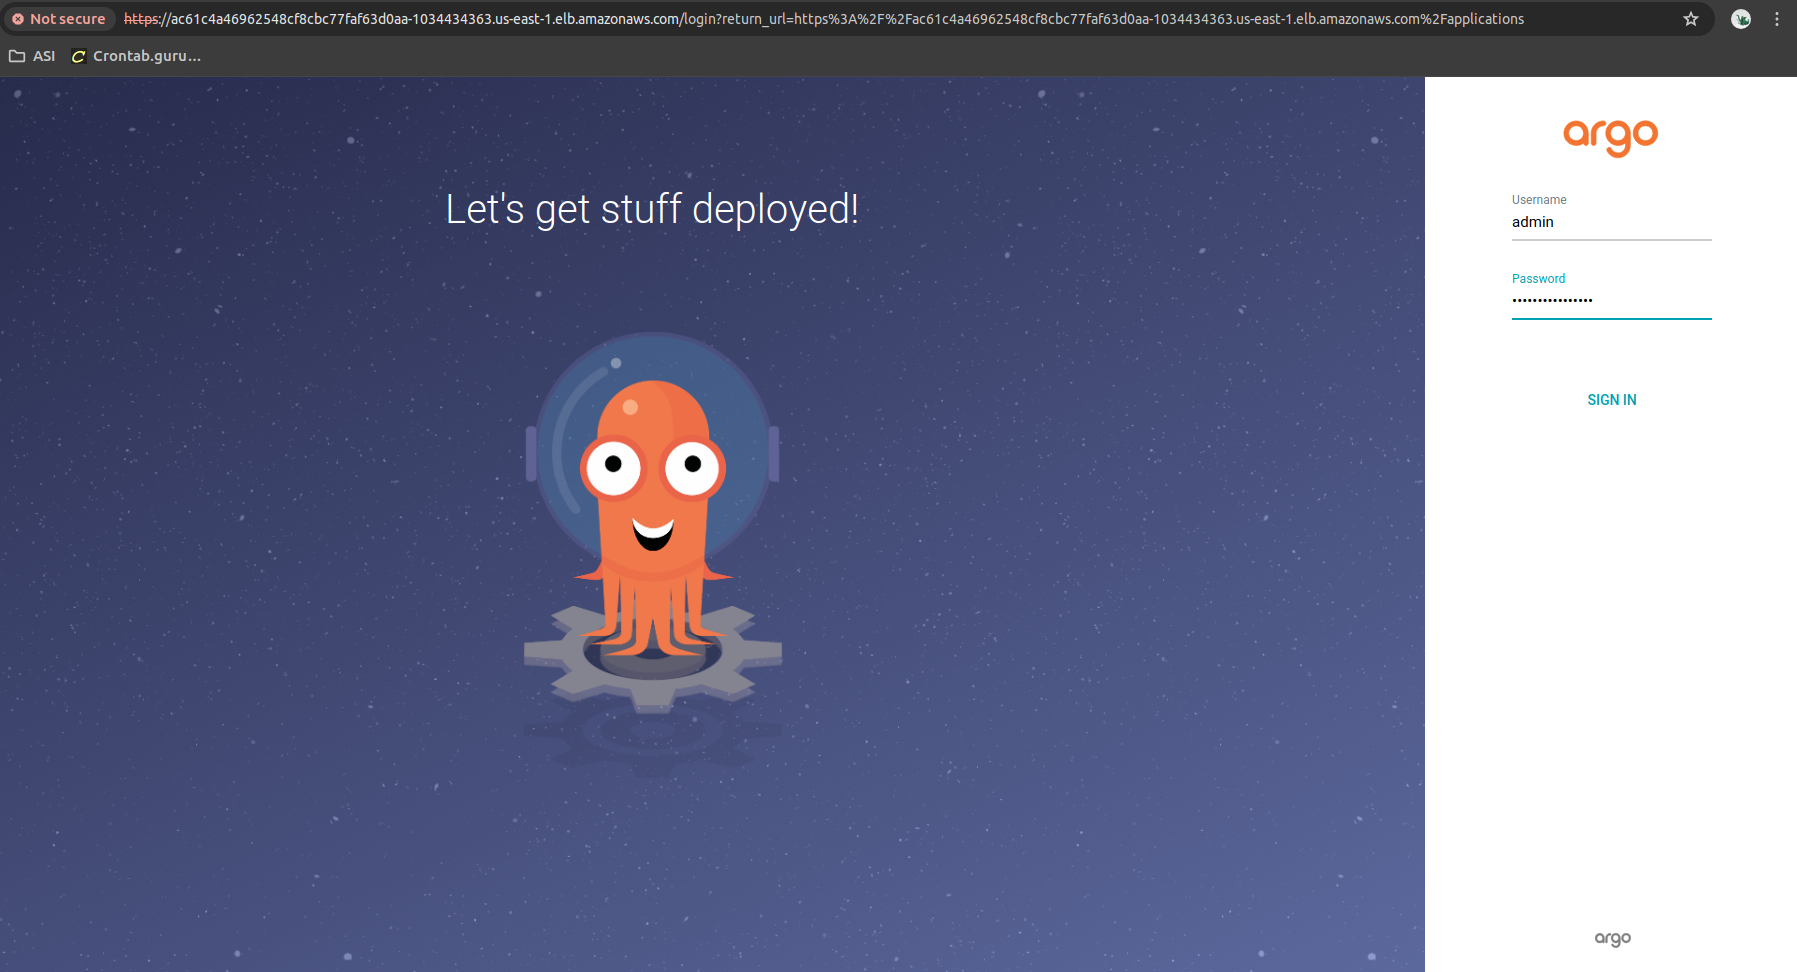 Not secure https://ac61c4a46962548cf8cbc77faf63d0aa-1034434363.us-east-1.elb.amazonaws.com/login?return_url=https%3A%2F%2Fac61c4a46962548cf8cbc77faf63d0aa-1034434363.us-east-1.elb.amazonaws.com%2Fapplications
ASI Crontab.guru...
Let's get stuff deployed!
argo
Username
admin
Password
••••••••••••••••
SIGN IN
argo